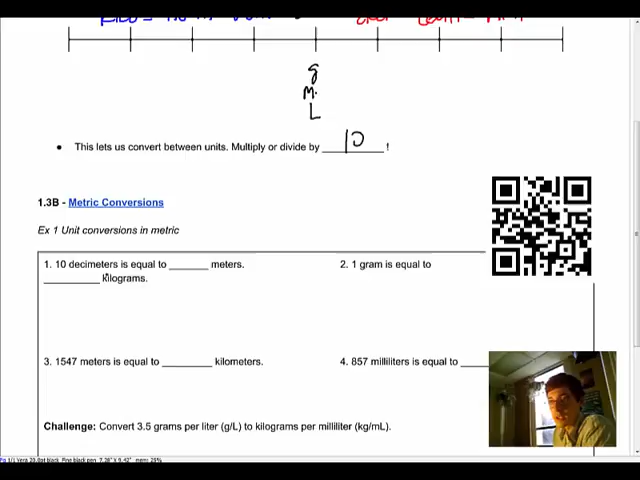 g
m
L
• This lets us convert between units. Multiply or divide by 10 !
1.3B - Metric Conversions
Ex 1 Unit conversions in metric
1. 10 decimeters is equal to _______ meters.
2. 1 gram is equal to
__________ kilograms.
3. 1547 meters is equal to _________ kilometers.
4. 857 milliliters is equal to _____
Challenge: Convert 3.5 grams per liter (g/L) to kilograms per milliliter (kg/mL).